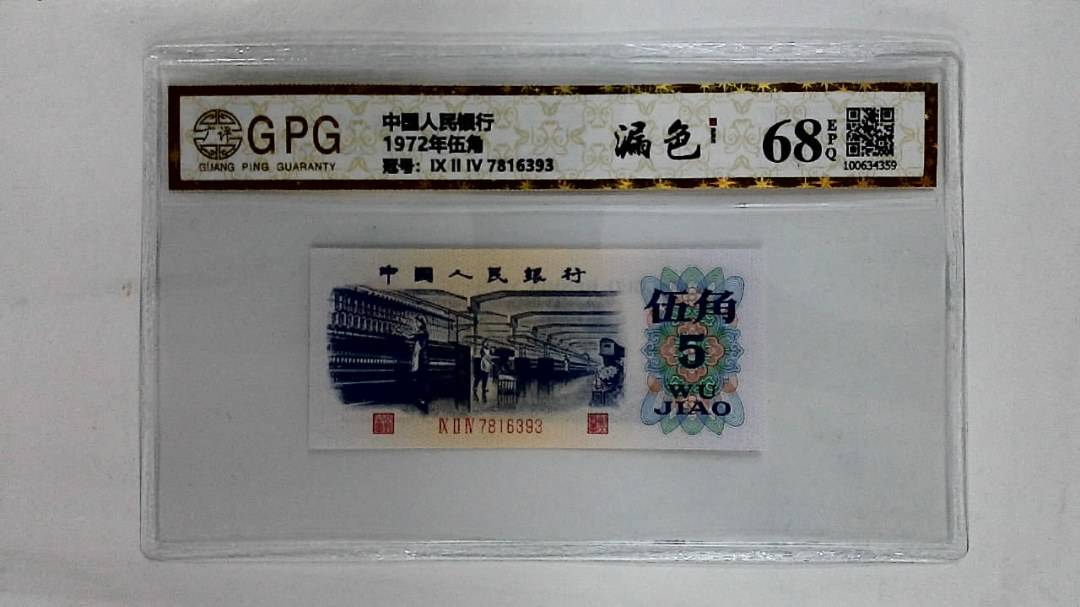 GPG
GUANG PING GUARANTY
中國人民銀行
1972年伍角
冠号: IX II IV 7816393
漏色
68
EPQ
100634359
中國人民銀行
伍角
5
WU
JIAO
IX II IV 7816393